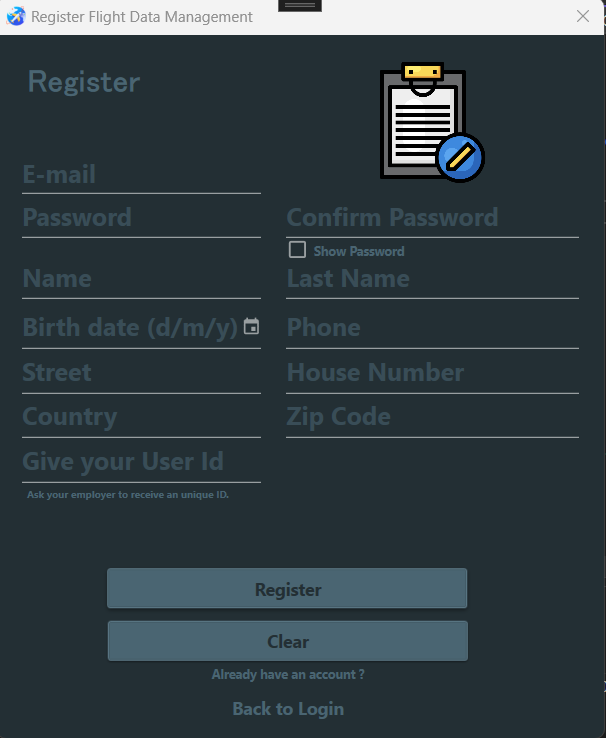 Register Flight Data Management
Register
E-mail
Password
Confirm Password
Show Password
Name
Last Name
Birth date (d/m/y)
Phone
Street
House Number
Country
Zip Code
Give your User Id
Ask your employer to receive an unique ID.
Register
Clear
Already have an account ?
Back to Login